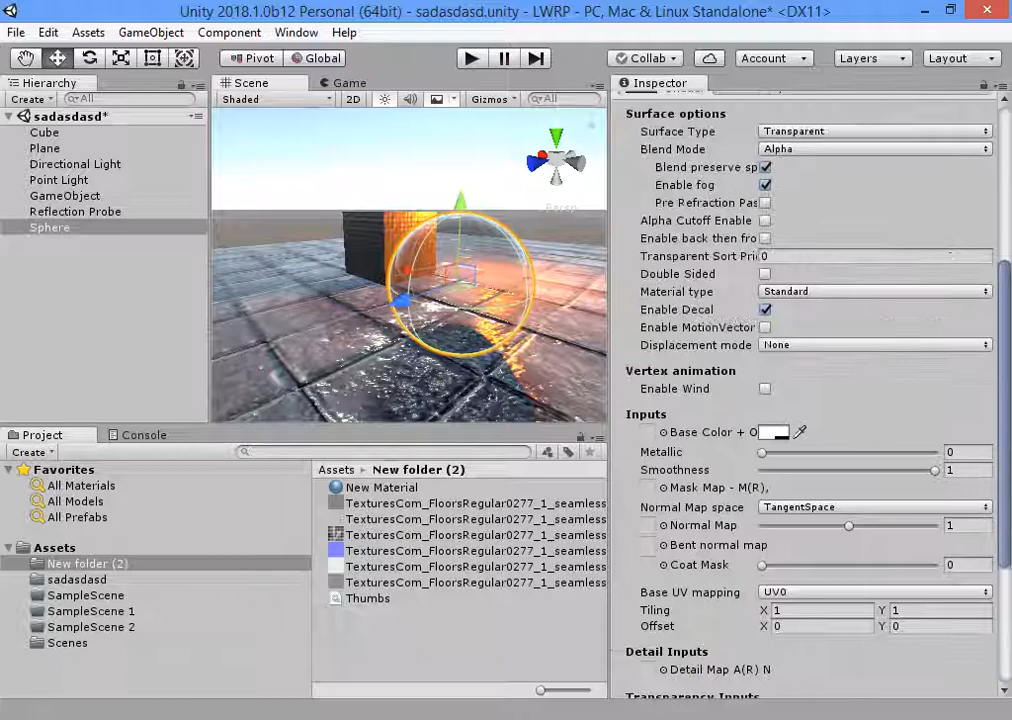 Unity 2018.1.0b12 Personal (64bit) - sadasdasd.unity - LWRP - PC, Mac & Linux Standalone* <DX11>
File Edit Assets GameObject Component Window Help
Pivot Global Collab Account Layers Layout
Hierarchy
Create All
sadasdasd*
Cube
Plane
Directional Light
Point Light
GameObject
Reflection Probe
Sphere
Scene Game
Shaded 2D Gizmos All
Persp
Project Console
Create
Favorites
All Materials
All Models
All Prefabs
Assets
New folder (2)
sadasdasd
SampleScene
SampleScene 1
SampleScene 2
Scenes
Assets New folder (2)
New Material
TexturesCom_FloorsRegular0277_1_seamless
TexturesCom_FloorsRegular0277_1_seamless
TexturesCom_FloorsRegular0277_1_seamless
TexturesCom_FloorsRegular0277_1_seamless
TexturesCom_FloorsRegular0277_1_seamless
TexturesCom_FloorsRegular0277_1_seamless
Thumbs
Inspector
Surface options
Surface Type Transparent
Blend Mode Alpha
Blend preserve sp
Enable fog
Pre Refraction Pas
Alpha Cutoff Enable
Enable back then fro
Transparent Sort Pri 0
Double Sided
Material type Standard
Enable Decal
Enable MotionVector
Displacement mode None
Vertex animation
Enable Wind
Inputs
Base Color + O
Metallic 0
Smoothness 1
Mask Map - M(R),
Normal Map space TangentSpace
Normal Map 1
Bent normal map
Coat Mask 0
Base UV mapping UV0
Tiling X 1 Y 1
Offset X 0 Y 0
Detail Inputs
Detail Map A(R) N
Transparency Inputs